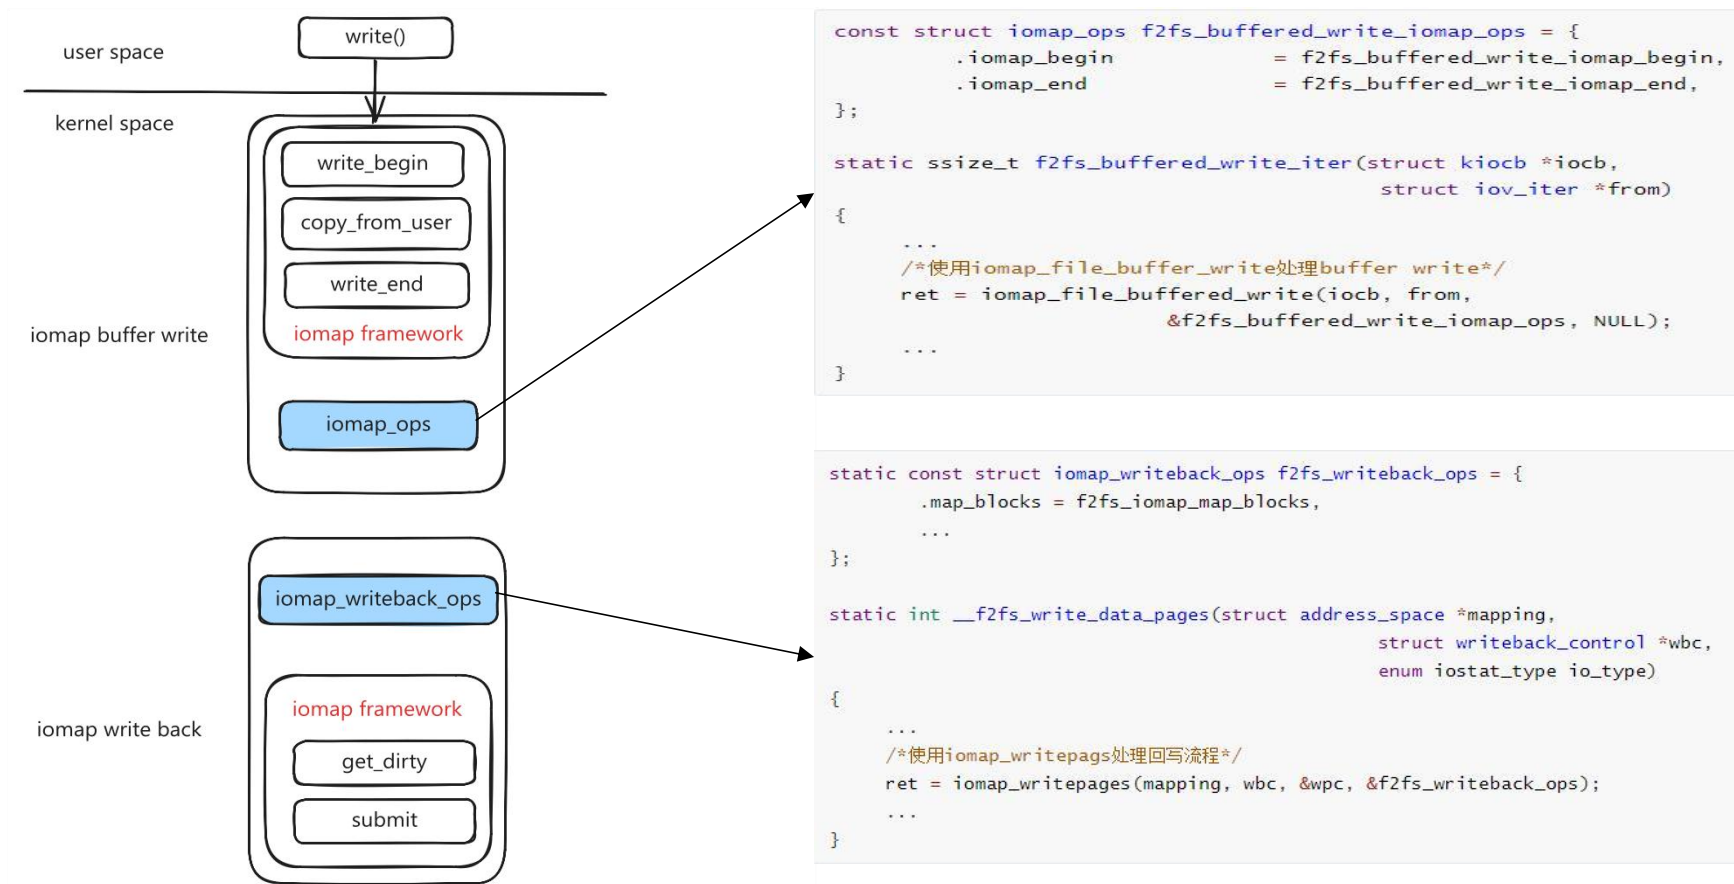 user space
write()
kernel space
write_begin
copy_from_user
write_end
iomap framework
iomap buffer write
iomap_ops
iomap_writeback_ops
iomap framework
iomap write back
get_dirty
submit
const struct iomap_ops f2fs_buffered_write_iomap_ops = {
.iomap_begin = f2fs_buffered_write_iomap_begin,
.iomap_end = f2fs_buffered_write_iomap_end,
};
static ssize_t f2fs_buffered_write_iter(struct kiocb *iocb,
struct iov_iter *from)
{
...
/*使用iomap_file_buffer_write处理buffer write*/
ret = iomap_file_buffered_write(iocb, from,
&f2fs_buffered_write_iomap_ops, NULL);
...
}
static const struct iomap_writeback_ops f2fs_writeback_ops = {
.map_blocks = f2fs_iomap_map_blocks,
...
};
static int __f2fs_write_data_pages(struct address_space *mapping,
struct writeback_control *wbc,
enum iostat_type io_type)
{
...
/*使用iomap_writepags处理回写流程*/
ret = iomap_writepages(mapping, wbc, &wpc, &f2fs_writeback_ops);
...
}